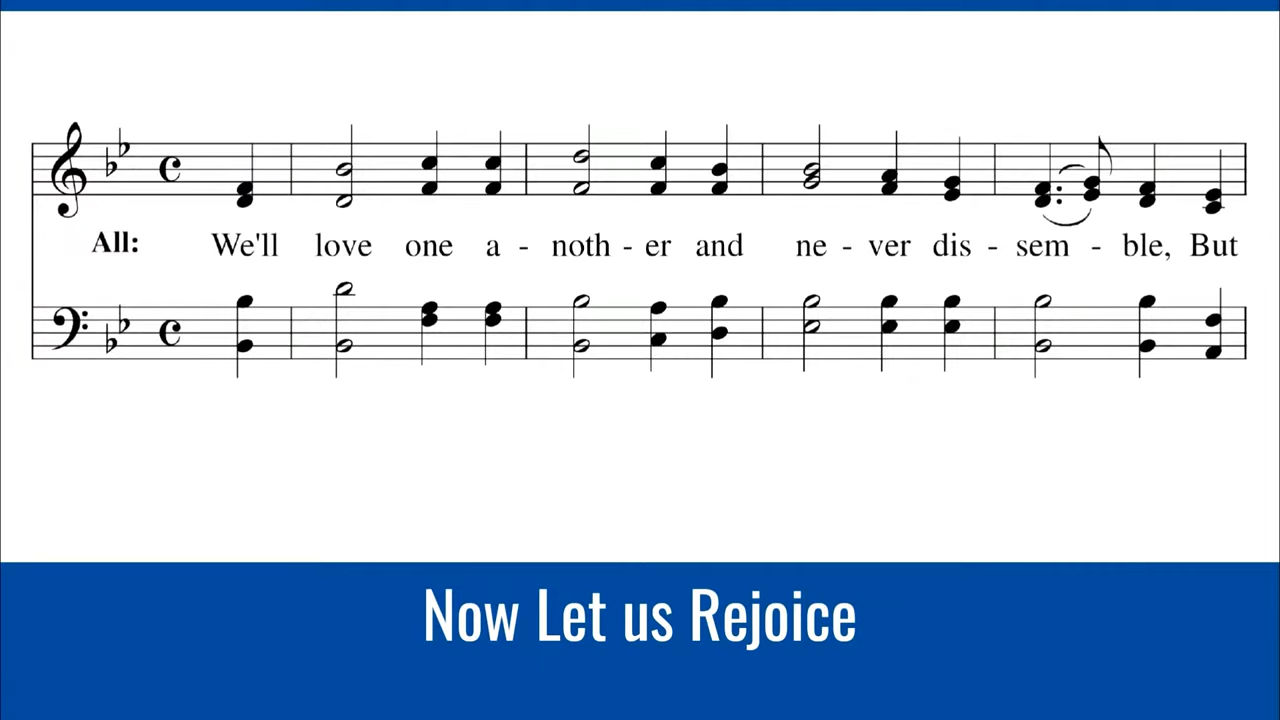 All: We'll love one a - noth - er and ne - ver dis - sem - ble, But
Now Let us Rejoice